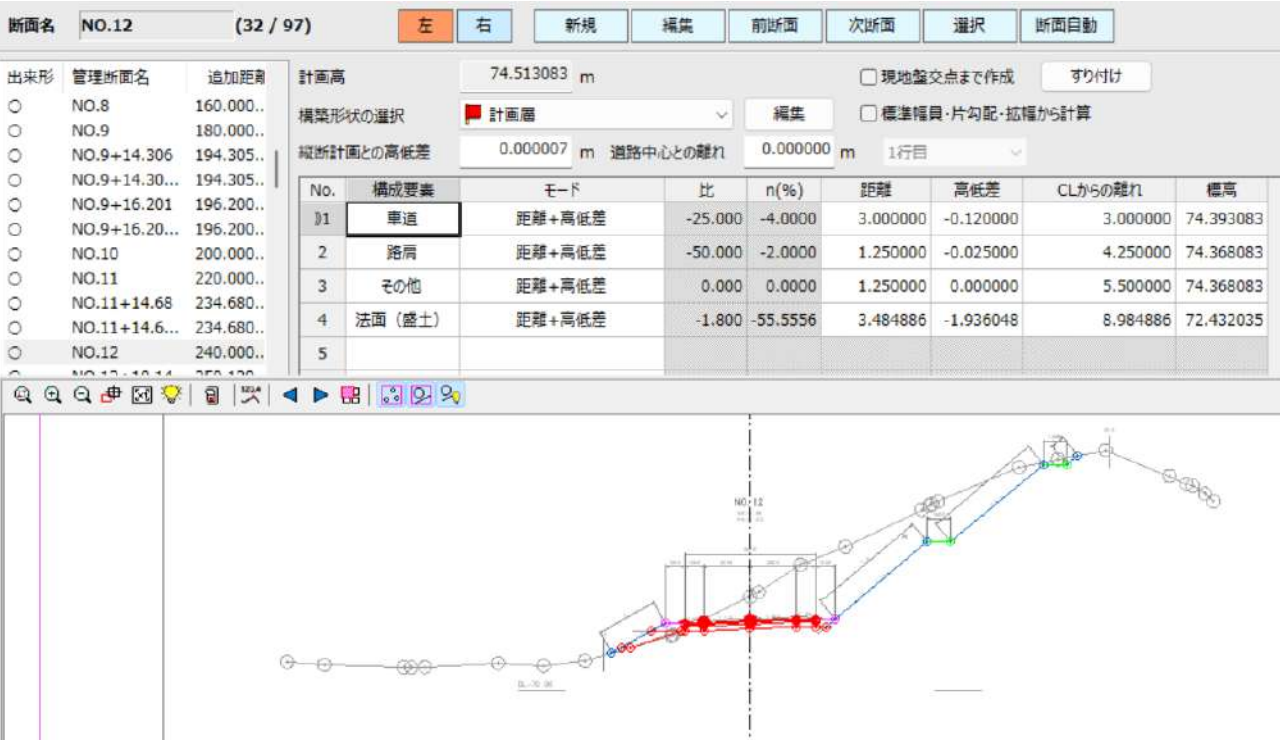 断面名 NO.12 (32 / 97) 左 右 新規 編集 前断面 次断面 選択 断面自動
出来形 管理断面名 追加距離
NO.8 160.000..
NO.9 180.000..
NO.9+14.306 194.305..
NO.9+14.30... 194.305..
NO.9+16.201 196.200..
NO.9+16.20... 196.200..
NO.10 200.000..
NO.11 220.000..
NO.11+14.68 234.680..
NO.11+14.6... 234.680..
NO.12 240.000..
計画高 74.513083 m 現地盤交点まで作成 すり付け
構築形状の選択 計画層 編集 標準幅員・片勾配・拡幅から計算
縦断計画との高低差 0.000007 m 道路中心との離れ 0.000000 m 1行目
No. 構成要素 モード 比 n(%) 距離 高低差 CLからの離れ 標高
1 車道 距離+高低差 -25.000 -4.0000 3.000000 -0.120000 3.000000 74.393083
2 路肩 距離+高低差 -50.000 -2.0000 1.250000 -0.025000 4.250000 74.368083
3 その他 距離+高低差 0.000 0.0000 1.250000 0.000000 5.500000 74.368083
4 法面（盛土） 距離+高低差 -1.800 -55.5556 3.484886 -1.936048 8.984886 72.432035
5
NO.12